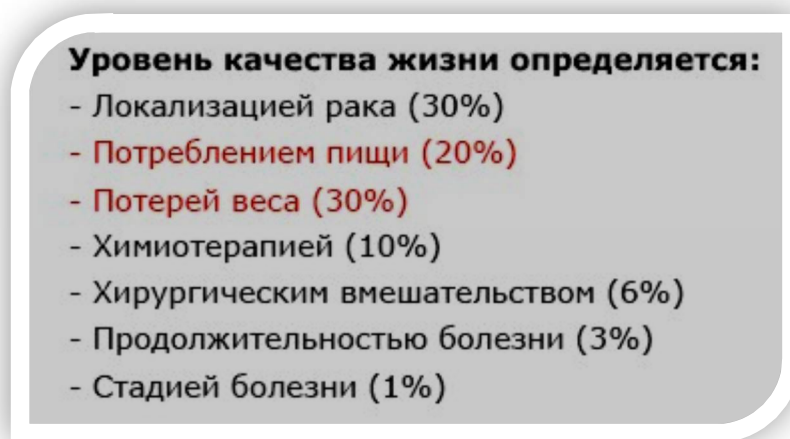 Уровень качества жизни определяется:
- Локализацией рака (30%)
- Потреблением пищи (20%)
- Потерей веса (30%)
- Химиотерапией (10%)
- Хирургическим вмешательством (6%)
- Продолжительностью болезни (3%)
- Стадией болезни (1%)